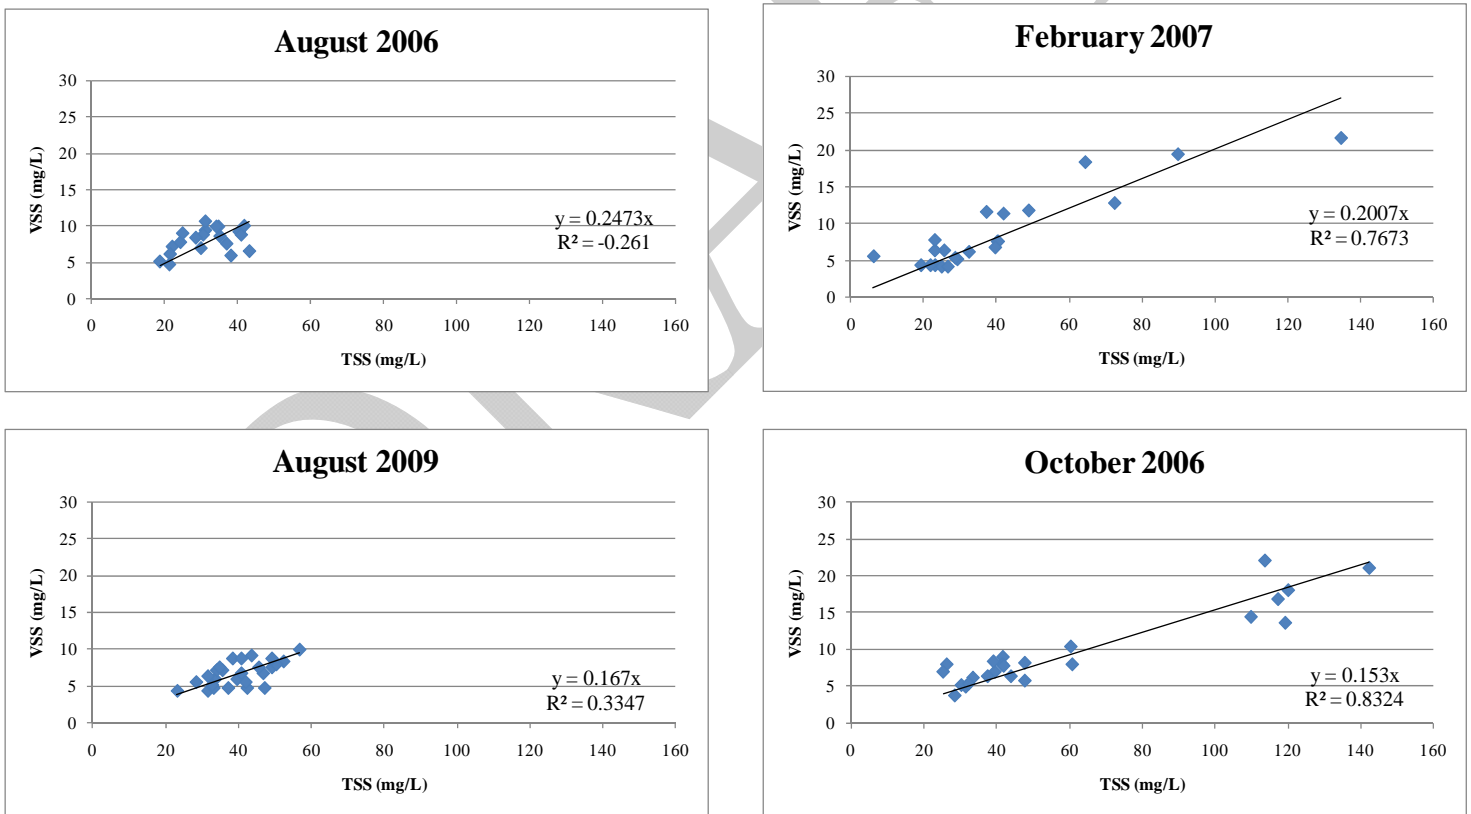 August 2006
30
25
20
15
10
5
0
VSS (mg/L)
y = 0.2473x
R² = -0.261
0 20 40 60 80 100 120 140 160
TSS (mg/L)
February 2007
30
25
20
15
10
5
0
VSS (mg/L)
y = 0.2007x
R² = 0.7673
0 20 40 60 80 100 120 140 160
TSS (mg/L)
August 2009
30
25
20
15
10
5
0
VSS (mg/L)
y = 0.167x
R² = 0.3347
0 20 40 60 80 100 120 140 160
TSS (mg/L)
October 2006
30
25
20
15
10
5
0
VSS (mg/L)
y = 0.153x
R² = 0.8324
0 20 40 60 80 100 120 140 160
TSS (mg/L)